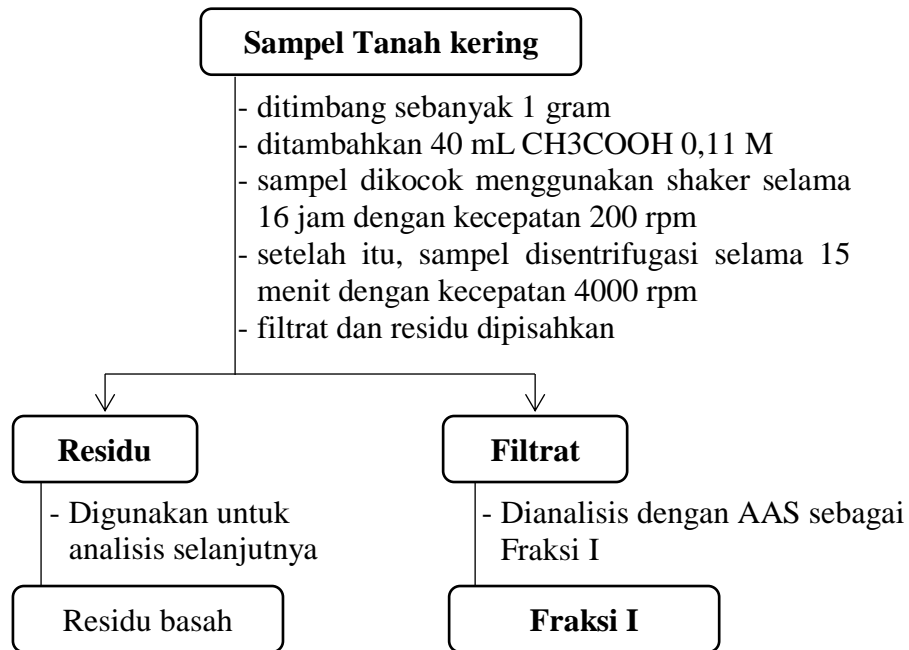 Sampel Tanah kering
- ditimbang sebanyak 1 gram
- ditambahkan 40 mL CH3COOH 0,11 M
- sampel dikocok menggunakan shaker selama
16 jam dengan kecepatan 200 rpm
- setelah itu, sampel disentrifugasi selama 15
menit dengan kecepatan 4000 rpm
- filtrat dan residu dipisahkan
Residu
- Digunakan untuk
analisis selanjutnya
Residu basah
Filtrat
- Dianalisis dengan AAS sebagai
Fraksi I
Fraksi I